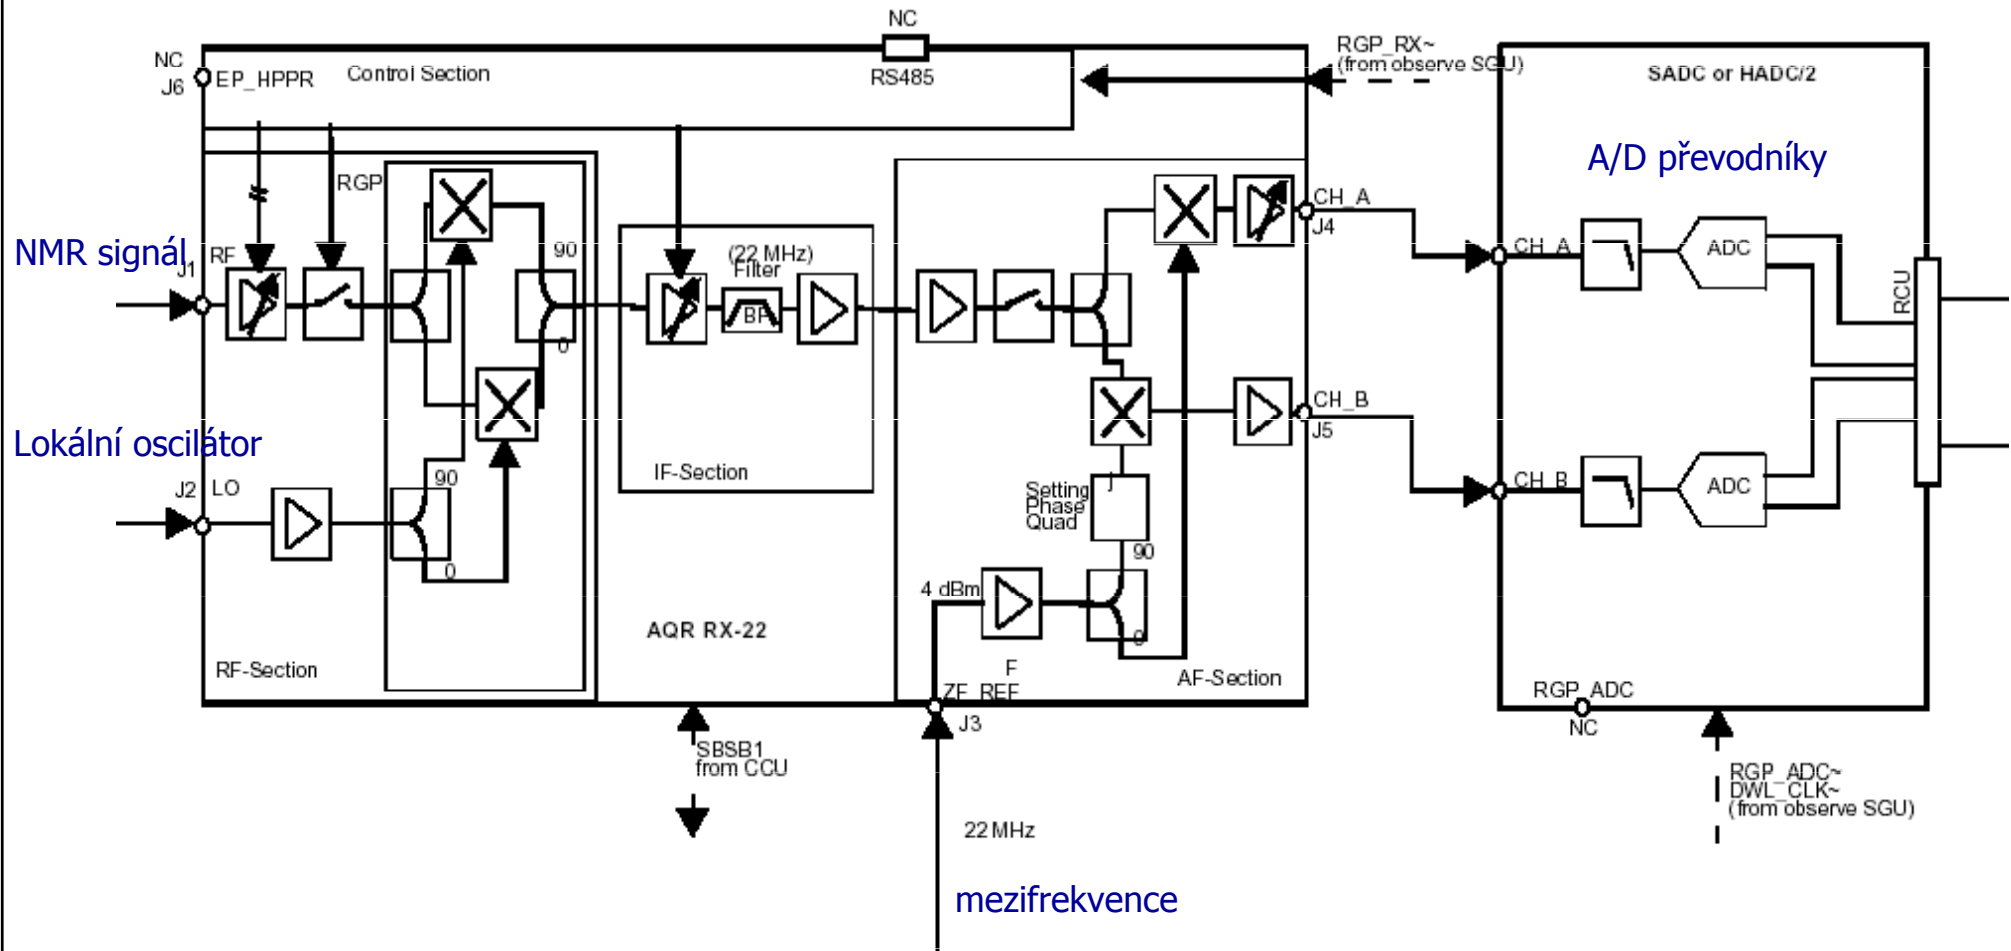 NC
NC
J6
EP_HPPR
Control Section
RS485
RGP_RX~
(from observe SGU)
SADC or HADC/2
A/D převodníky
RGP
NMR signál
J1
RF
90
0
(22 MHz)
Filter
BP
CH_A
J4
CH_A
ADC
RCU
CH_B
J5
CH_B
ADC
Lokální oscilátor
J2
LO
90
0
IF-Section
Setting
Phase
Quad
90
0
4 dBm
AQR RX-22
RF-Section
F
ZF_REF
AF-Section
J3
RGP_ADC
NC
SBSB1
from CCU
RGP_ADC~
DWL_CLK~
(from observe SGU)
22 MHz
mezifrekvence